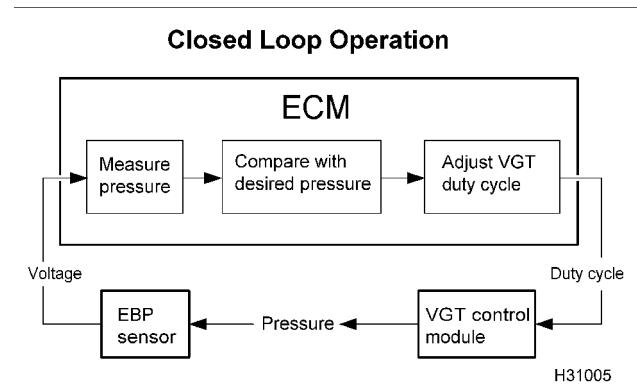 Closed Loop Operation
ECM
Measure
pressure
Compare with
desired pressure
Adjust VGT
duty cycle
Voltage
Duty cycle
EBP
sensor
Pressure
VGT control
module
H31005